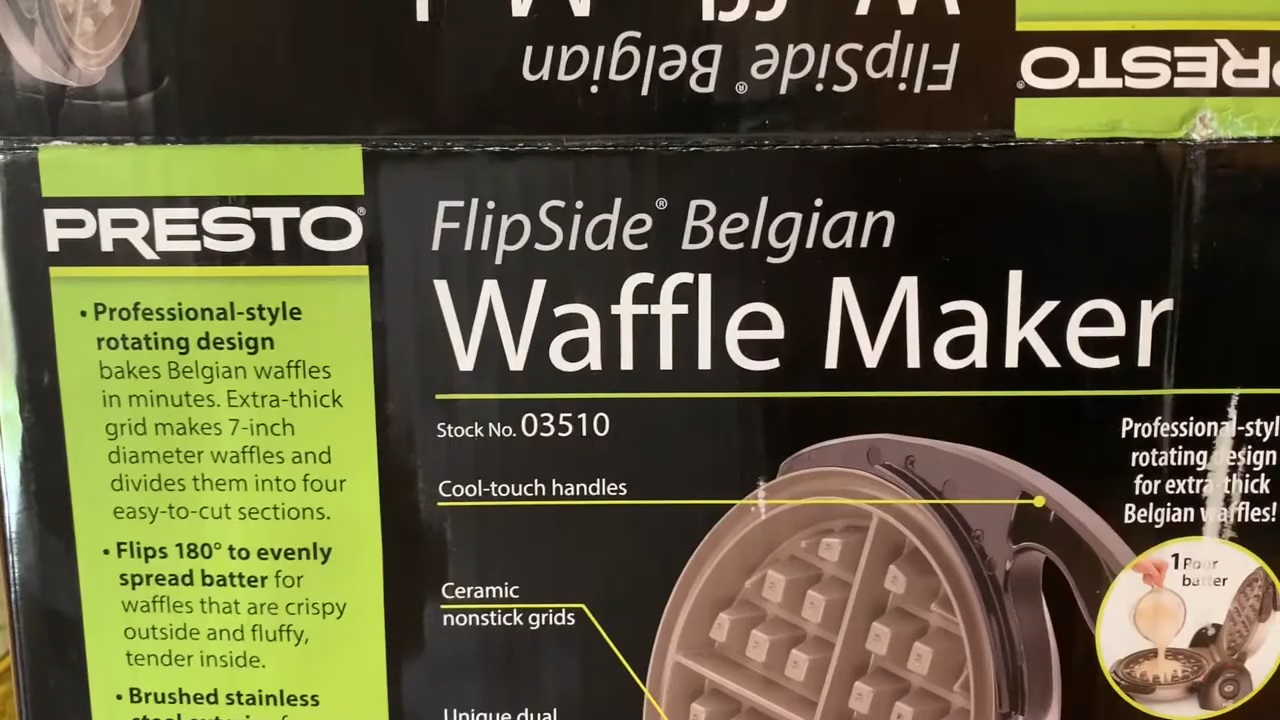 Waffl
FlipSide® Belgian
PRESTO®
PRESTO®
• Professional-style
rotating design
bakes Belgian waffles
in minutes. Extra-thick
grid makes 7-inch
diameter waffles and
divides them into four
easy-to-cut sections.
• Flips 180° to evenly
spread batter for
waffles that are crispy
outside and fluffy,
tender inside.
• Brushed stainless
FlipSide® Belgian
Waffle Maker
Stock No. 03510
Cool-touch handles
Ceramic
nonstick grids
Unique dual
Professional-styl
rotating design
for extra-thick
Belgian waffles!
1 Pour
batter